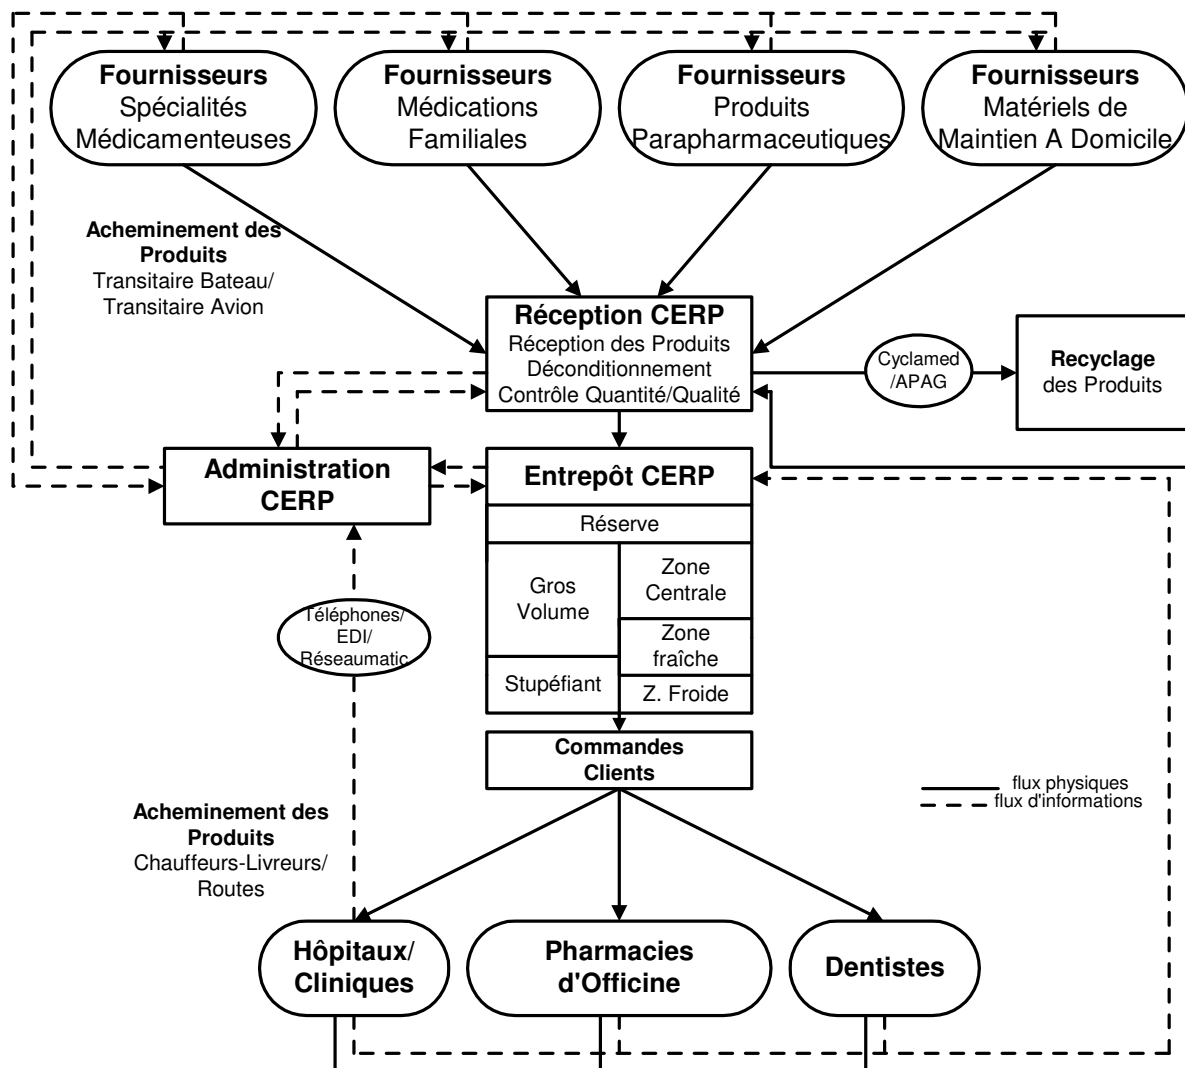 Fournisseurs
Spécialités
Médicamenteuses
Fournisseurs
Médications
Familiales
Fournisseurs
Produits
Parapharmaceutiques
Fournisseurs
Matériels de
Maintien A Domicile
Acheminement des
Produits
Transitaire Bateau/
Transitaire Avion
Réception CERP
Réception des Produits
Déconditionnement
Contrôle Quantité/Qualité
Cyclamed
/APAG
Recyclage
des Produits
Administration
CERP
Entrepôt CERP
Réserve
Gros
Volume
Zone
Centrale
Zone
fraîche
Stupéfiant
Z. Froide
Téléphones/
EDI/
Réseaumatic
Commandes
Clients
flux physiques
flux d'informations
Acheminement des
Produits
Chauffeurs-Livreurs/
Routes
Hôpitaux/
Cliniques
Pharmacies
d'Officine
Dentistes